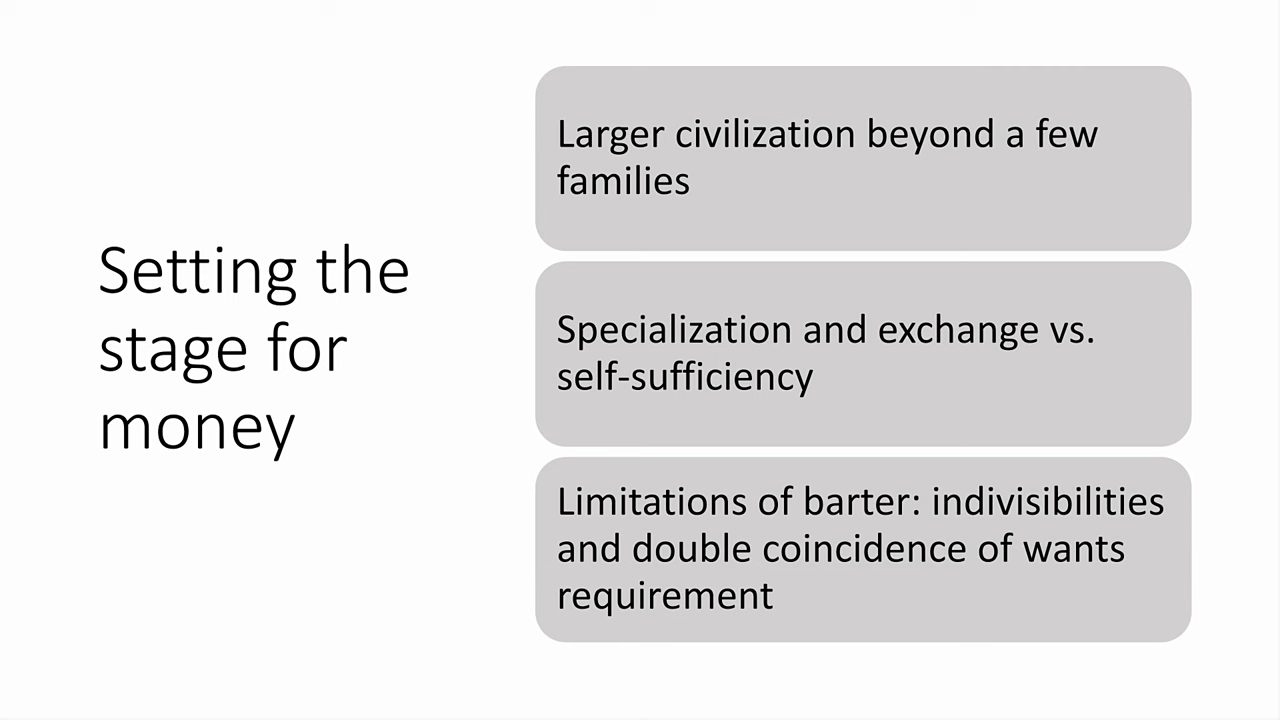 Setting the
stage for
money
Larger civilization beyond a few
families
Specialization and exchange vs.
self-sufficiency
Limitations of barter: indivisibilities
and double coincidence of wants
requirement